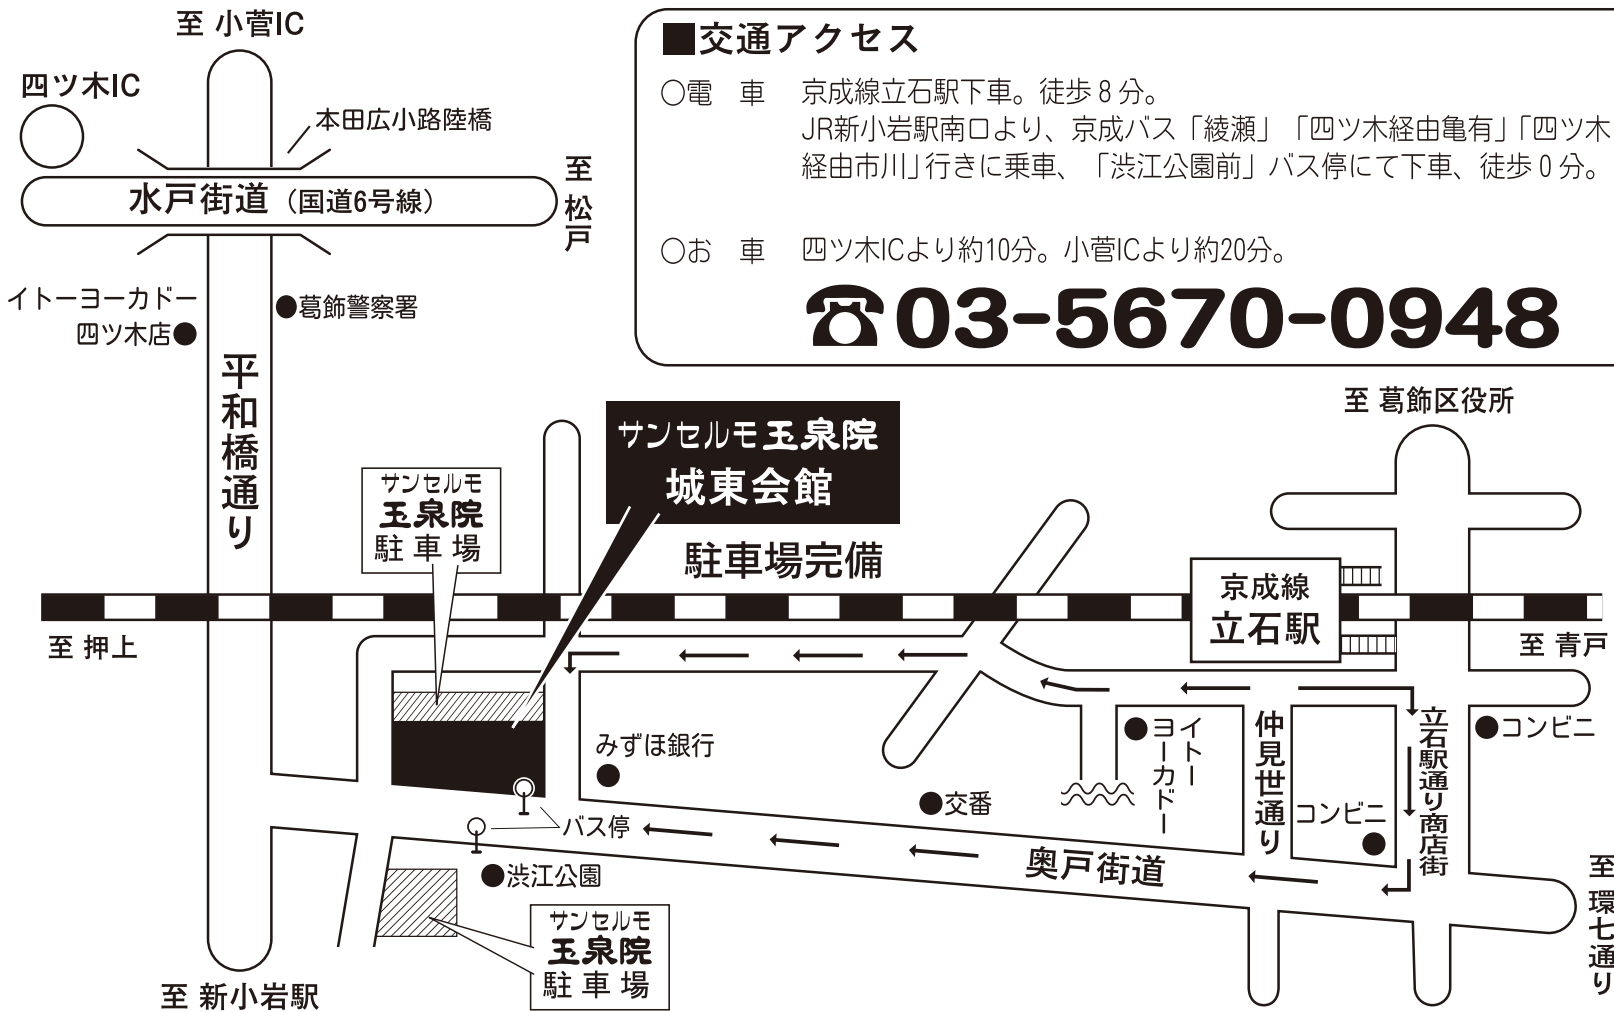 至 小菅IC
四ツ木IC
本田広小路陸橋
水戸街道（国道6号線）
至松戸
イトーヨーカドー
四ツ木店
葛飾警察署
平和橋通り
■交通アクセス
○電　車　京成線立石駅下車。徒歩８分。
JR新小岩駅南口より、京成バス「綾瀬」「四ツ木経由亀有」「四ツ木
経由市川」行きに乗車、「渋江公園前」バス停にて下車、徒歩０分。
○お　車　四ツ木ICより約10分。小菅ICより約20分。
☎03-5670-0948
至 葛飾区役所
サンセルモ玉泉院
城東会館
駐車場完備
サンセルモ
玉泉院
駐車場
京成線
立石駅
至 押上
至 青戸
みずほ銀行
交番
イトー
ヨーカドー
仲見世通り
コンビニ
立石駅通り商店街
コンビニ
バス停
渋江公園
奥戸街道
至環七通り
サンセルモ
玉泉院
駐車場
至 新小岩駅